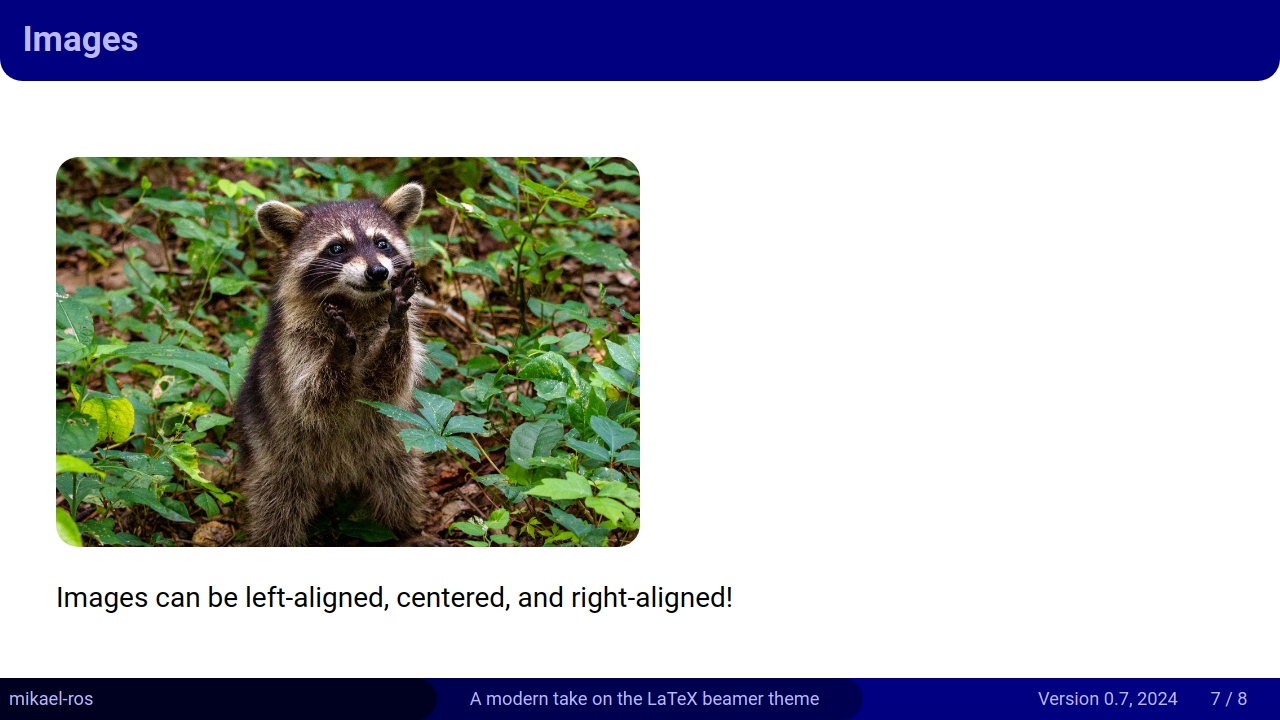 Images
Images can be left-aligned, centered, and right-aligned!
mikael-ros
A modern take on the LaTeX beamer theme
Version 0.7, 2024
7 / 8